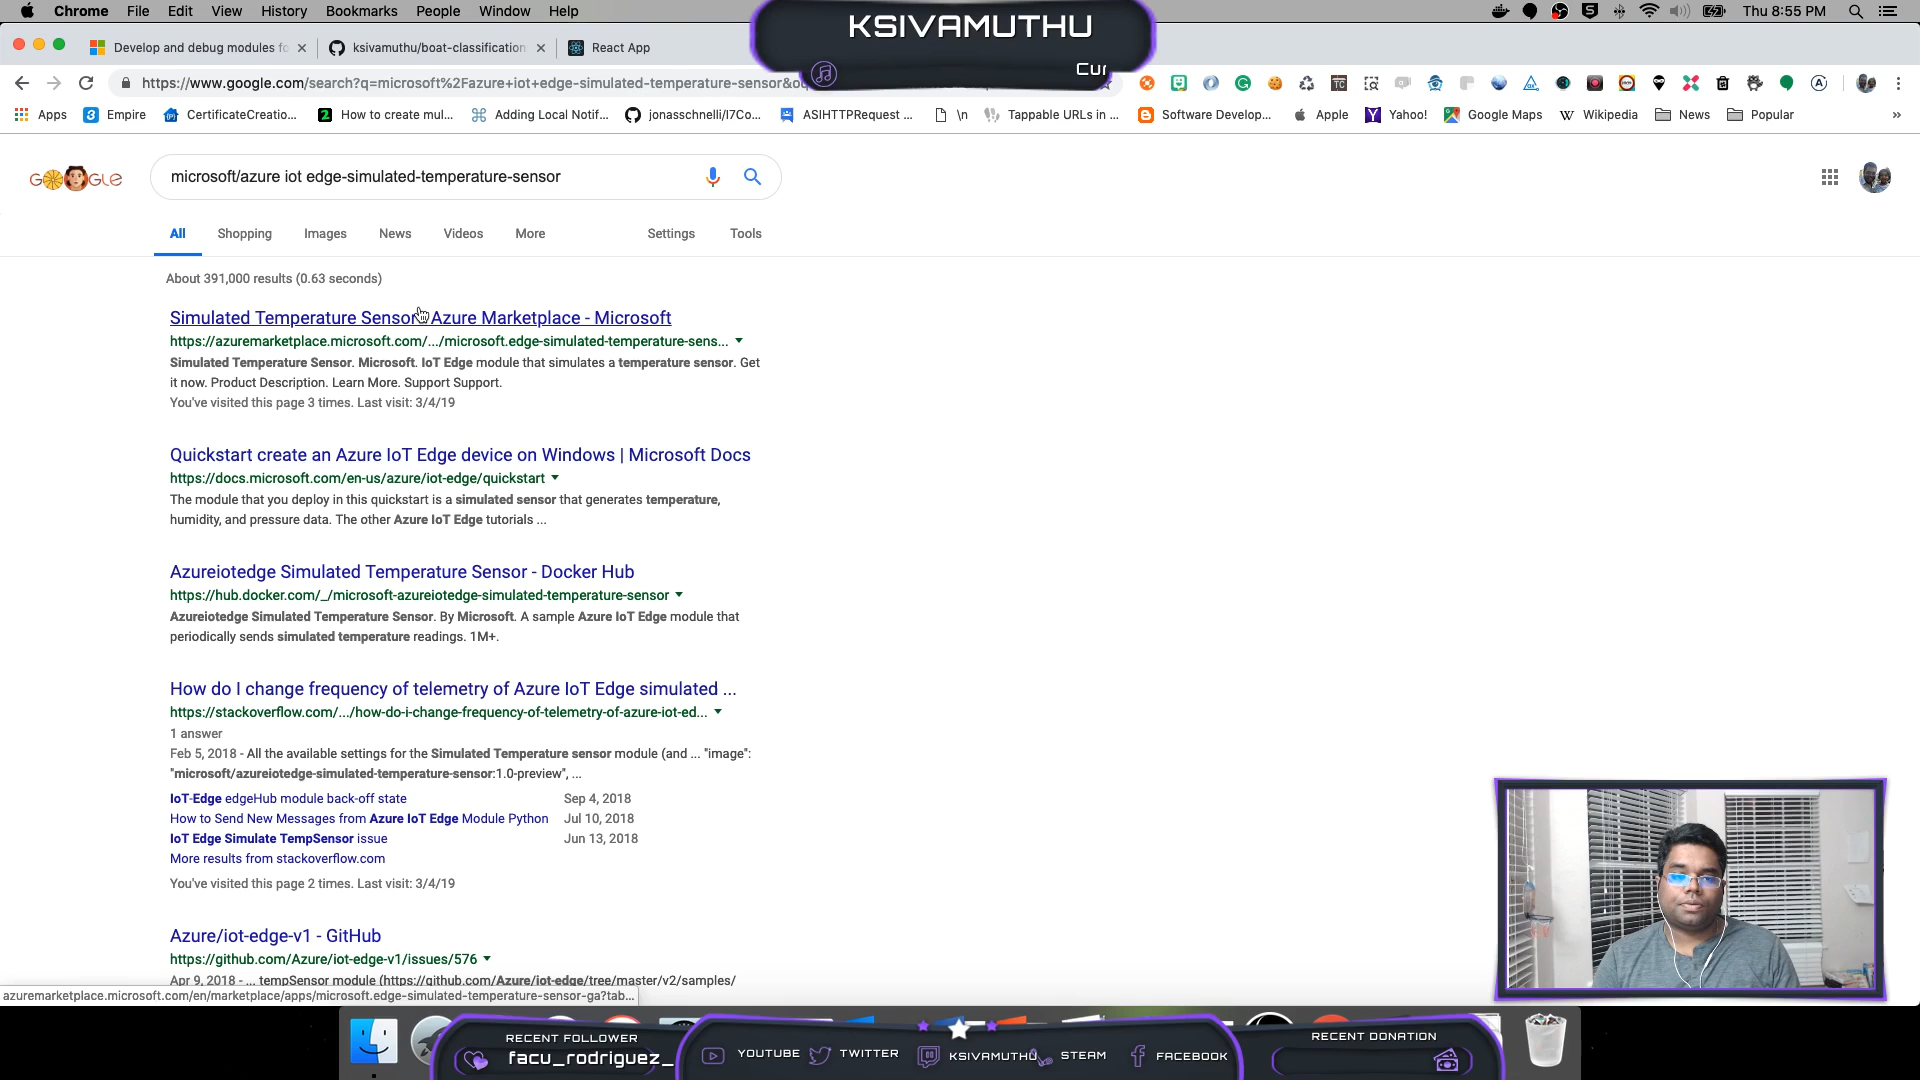 Chrome File Edit View History Bookmarks People Window Help
Thu 8:55 PM
KSIVAMUTHU
Cur
Develop and debug modules fo
ksivamuthu/boat-classification
React App
https://www.google.com/search?q=microsoft%2Fazure+iot+edge-simulated-temperature-sensor&oq
Apps Empire CertificateCreatio... How to create mul... Adding Local Notif... jonasschnelli/I7Co... ASIHTTPRequest ... \n Tappable URLs in ... Software Develop... Apple Yahoo! Google Maps Wikipedia News Popular »
microsoft/azure iot edge-simulated-temperature-sensor
All Shopping Images News Videos More Settings Tools
About 391,000 results (0.63 seconds)
Simulated Temperature Sensor Azure Marketplace - Microsoft
https://azuremarketplace.microsoft.com/.../microsoft.edge-simulated-temperature-sens...
Simulated Temperature Sensor. Microsoft. IoT Edge module that simulates a temperature sensor. Get
it now. Product Description. Learn More. Support Support.
You've visited this page 3 times. Last visit: 3/4/19
Quickstart create an Azure IoT Edge device on Windows | Microsoft Docs
https://docs.microsoft.com/en-us/azure/iot-edge/quickstart
The module that you deploy in this quickstart is a simulated sensor that generates temperature,
humidity, and pressure data. The other Azure IoT Edge tutorials ...
Azureiotedge Simulated Temperature Sensor - Docker Hub
https://hub.docker.com/_/microsoft-azureiotedge-simulated-temperature-sensor
Azureiotedge Simulated Temperature Sensor. By Microsoft. A sample Azure IoT Edge module that
periodically sends simulated temperature readings. 1M+.
How do I change frequency of telemetry of Azure IoT Edge simulated ...
https://stackoverflow.com/.../how-do-i-change-frequency-of-telemetry-of-azure-iot-ed...
1 answer
Feb 5, 2018 - All the available settings for the Simulated Temperature sensor module (and ... "image":
"microsoft/azureiotedge-simulated-temperature-sensor:1.0-preview", ...
IoT-Edge edgeHub module back-off state Sep 4, 2018
How to Send New Messages from Azure IoT Edge Module Python Jul 10, 2018
IoT Edge Simulate TempSensor issue Jun 13, 2018
More results from stackoverflow.com
You've visited this page 2 times. Last visit: 3/4/19
Azure/iot-edge-v1 - GitHub
https://github.com/Azure/iot-edge-v1/issues/576
Apr 9, 2018 - ... tempSensor module (https://github.com/Azure/iot-edge/tree/master/v2/samples/
azuremarketplace.microsoft.com/en/marketplace/apps/microsoft.edge-simulated-temperature-sensor-ga?tab...
RECENT FOLLOWER
facu_rodriguez_
YOUTUBE TWITTER KSIVAMUTHU STEAM FACEBOOK
RECENT DONATION